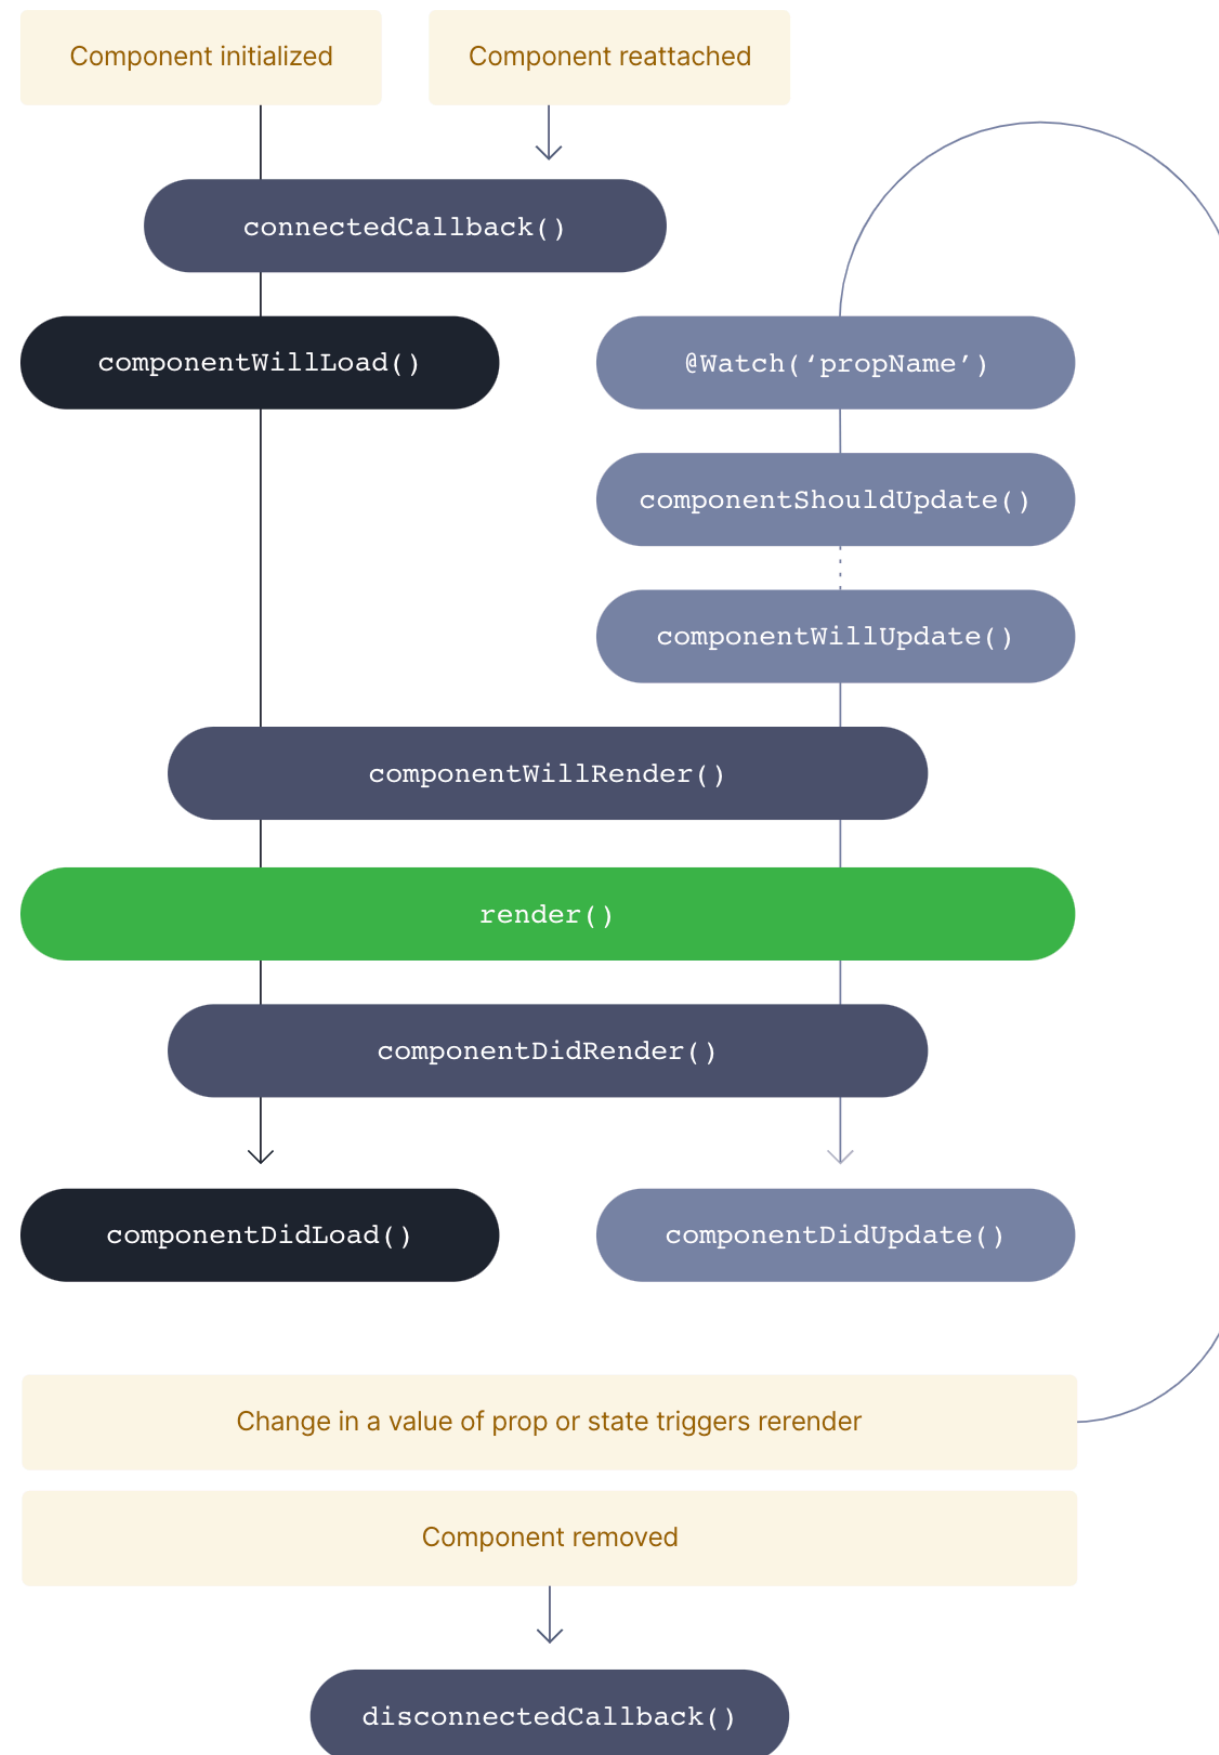 Component initialized
Component reattached
connectedCallback()
componentWillLoad()
@Watch(‘propName’)
componentShouldUpdate()
componentWillUpdate()
componentWillRender()
render()
componentDidRender()
componentDidLoad()
componentDidUpdate()
Change in a value of prop or state triggers rerender
Component removed
disconnectedCallback()